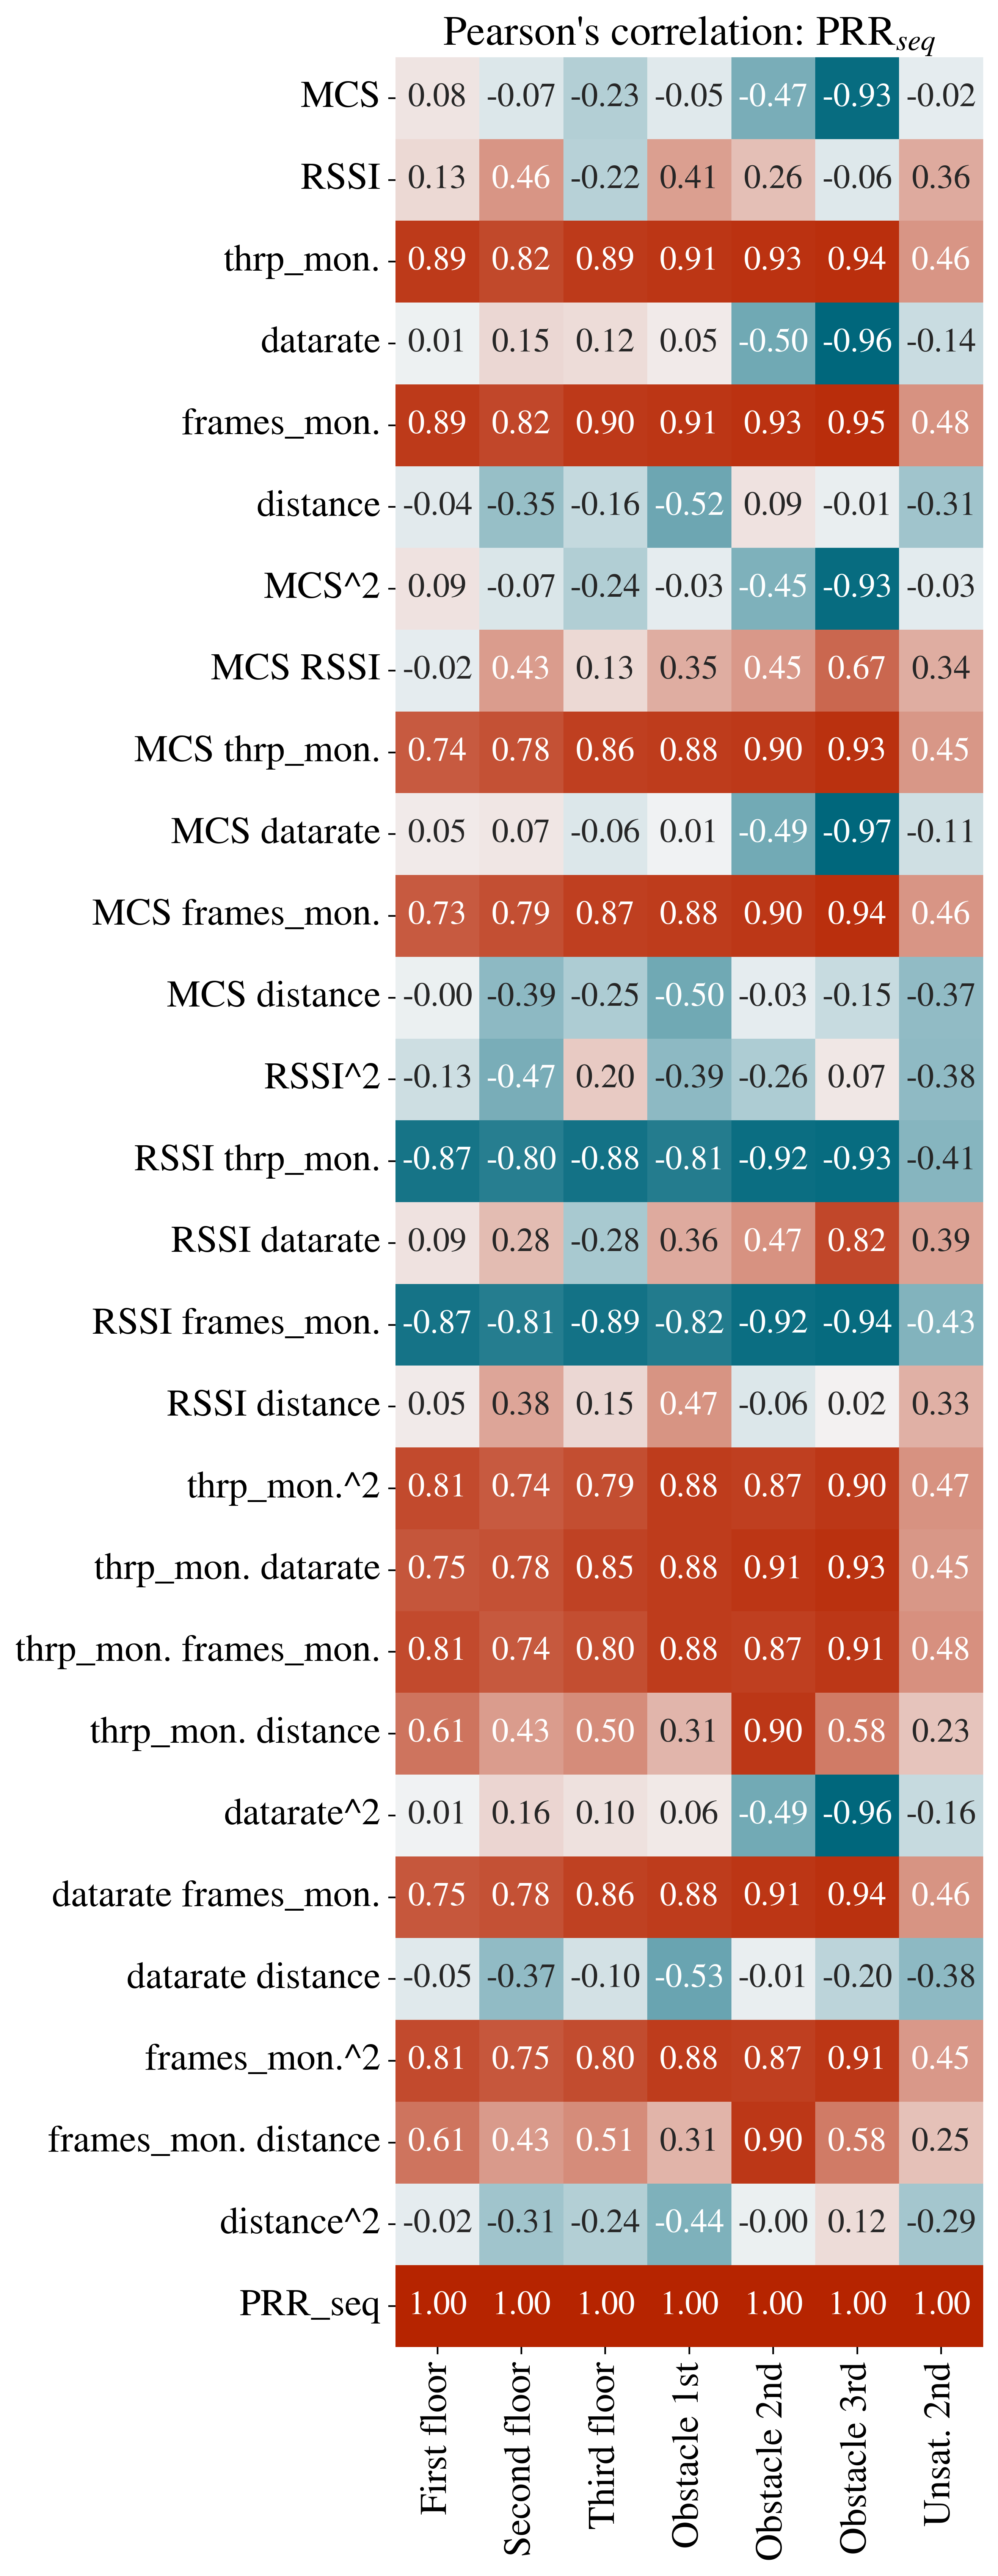 Pearson's correlation: PRR_seq
MCS 0.08 -0.07 -0.23 -0.05 -0.47 -0.93 -0.02
RSSI 0.13 0.46 -0.22 0.41 0.26 -0.06 0.36
thrp_mon. 0.89 0.82 0.89 0.91 0.93 0.94 0.46
datarate 0.01 0.15 0.12 0.05 -0.50 -0.96 -0.14
frames_mon. 0.89 0.82 0.90 0.91 0.93 0.95 0.48
distance -0.04 -0.35 -0.16 -0.52 0.09 -0.01 -0.31
MCS^2 0.09 -0.07 -0.24 -0.03 -0.45 -0.93 -0.03
MCS RSSI -0.02 0.43 0.13 0.35 0.45 0.67 0.34
MCS thrp_mon. 0.74 0.78 0.86 0.88 0.90 0.93 0.45
MCS datarate 0.05 0.07 -0.06 0.01 -0.49 -0.97 -0.11
MCS frames_mon. 0.73 0.79 0.87 0.88 0.90 0.94 0.46
MCS distance -0.00 -0.39 -0.25 -0.50 -0.03 -0.15 -0.37
RSSI^2 -0.13 -0.47 0.20 -0.39 -0.26 0.07 -0.38
RSSI thrp_mon. -0.87 -0.80 -0.88 -0.81 -0.92 -0.93 -0.41
RSSI datarate 0.09 0.28 -0.28 0.36 0.47 0.82 0.39
RSSI frames_mon. -0.87 -0.81 -0.89 -0.82 -0.92 -0.94 -0.43
RSSI distance 0.05 0.38 0.15 0.47 -0.06 0.02 0.33
thrp_mon.^2 0.81 0.74 0.79 0.88 0.87 0.90 0.47
thrp_mon. datarate 0.75 0.78 0.85 0.88 0.91 0.93 0.45
thrp_mon. frames_mon. 0.81 0.74 0.80 0.88 0.87 0.91 0.48
thrp_mon. distance 0.61 0.43 0.50 0.31 0.90 0.58 0.23
datarate^2 0.01 0.16 0.10 0.06 -0.49 -0.96 -0.16
datarate frames_mon. 0.75 0.78 0.86 0.88 0.91 0.94 0.46
datarate distance -0.05 -0.37 -0.10 -0.53 -0.01 -0.20 -0.38
frames_mon.^2 0.81 0.75 0.80 0.88 0.87 0.91 0.45
frames_mon. distance 0.61 0.43 0.51 0.31 0.90 0.58 0.25
distance^2 -0.02 -0.31 -0.24 -0.44 -0.00 0.12 -0.29
PRR_seq 1.00 1.00 1.00 1.00 1.00 1.00 1.00
First floor
Second floor
Third floor
Obstacle 1st
Obstacle 2nd
Obstacle 3rd
Unsat. 2nd